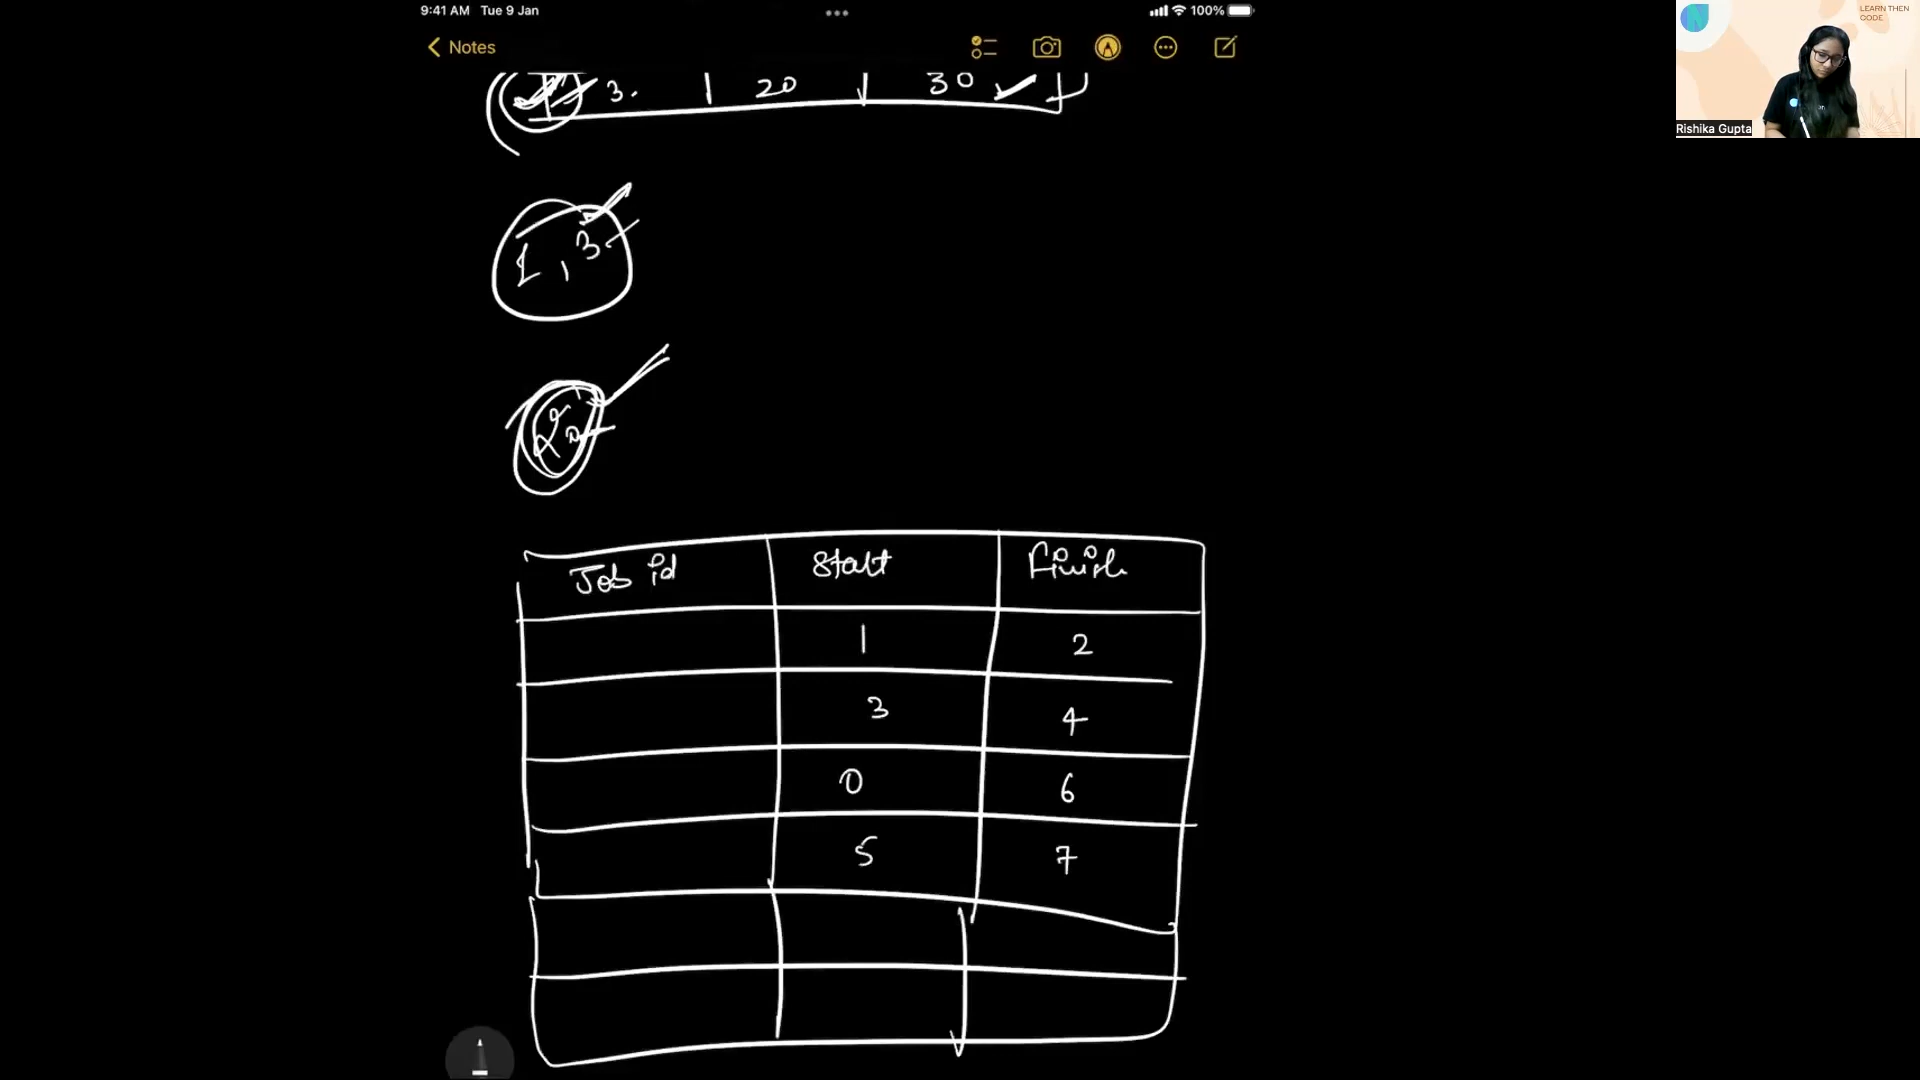 9:41 AM Tue 9 Jan
100%
Notes
LEARN THEN
CODE
Rishika Gupta
3. 20 30
1, 3
Job id Start Finish
1 2
3 4
0 6
5 7